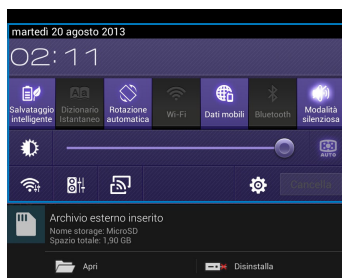 martedì 20 agosto 2013
02:11
Salvataggio intelligente
Dizionario Istantaneo
Rotazione automatica
Wi-Fi
Dati mobili
Bluetooth
Modalità silenziosa
AUTO
Cancella
Archivio esterno inserito
Nome storage: MicroSD
Spazio totale: 1,90 GB
Apri
Disinstalla